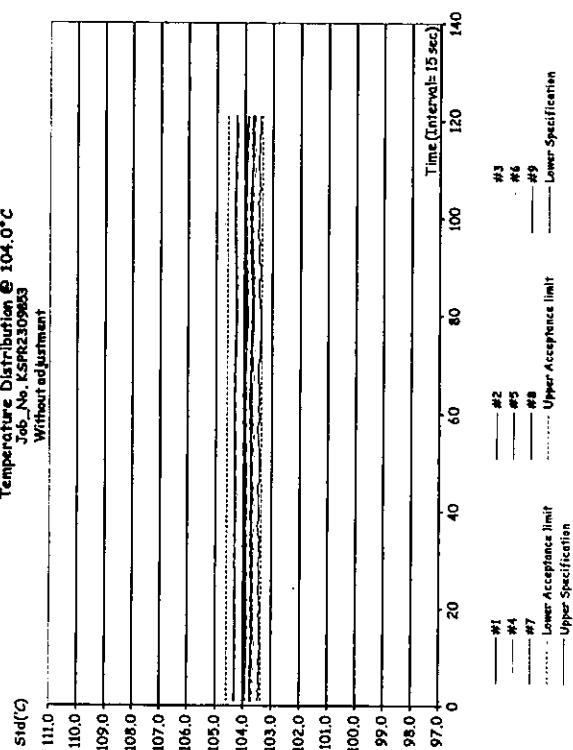 Temperature Distribution @ 104.0°C
Job_No. KSPR2309853
Without adjustment
Std(°C)
111.0
110.0
109.0
108.0
107.0
106.0
105.0
104.0
103.0
102.0
101.0
100.0
99.0
98.0
97.0
0 20 40 60 80 100 120 140
Time (Interval= 15 sec)
#1 #2 #3
#4 #5 #6
#7 #8 #9
Lower Acceptance limit Upper Acceptance limit Lower Specification
Upper Specification